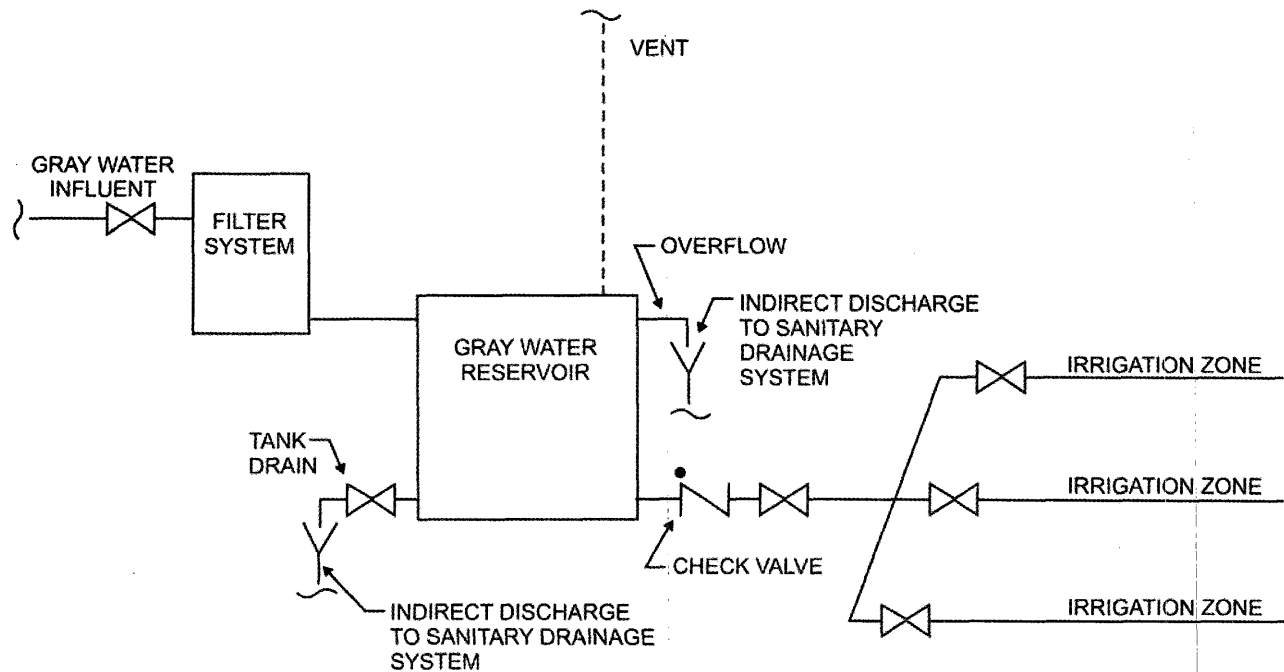 VENT
GRAY WATER
INFLUENT
FILTER
SYSTEM
OVERFLOW
INDIRECT DISCHARGE
TO SANITARY
DRAINAGE
SYSTEM
GRAY WATER
RESERVOIR
IRRIGATION ZONE
TANK
DRAIN
IRRIGATION ZONE
CHECK VALVE
IRRIGATION ZONE
INDIRECT DISCHARGE
TO SANITARY DRAINAGE
SYSTEM